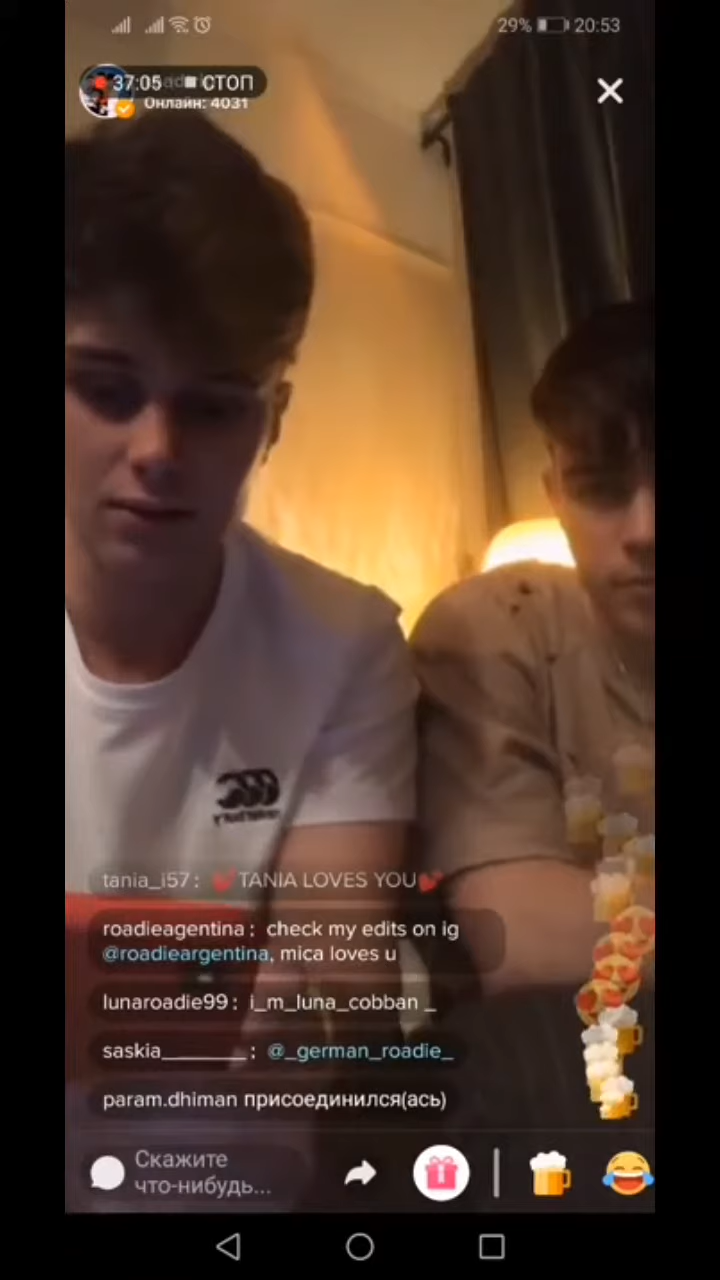 29% 20:53
37:05 СТОП
Онлайн: 4031
tania_i57: TANIA LOVES YOU
roadieagentina: check my edits on ig
@roadieargentina, mica loves u
lunaroadie99: i_m_luna_cobban _
saskia_______: @_german_roadie_
param.dhiman присоединился(ась)
Скажите
что-нибудь...